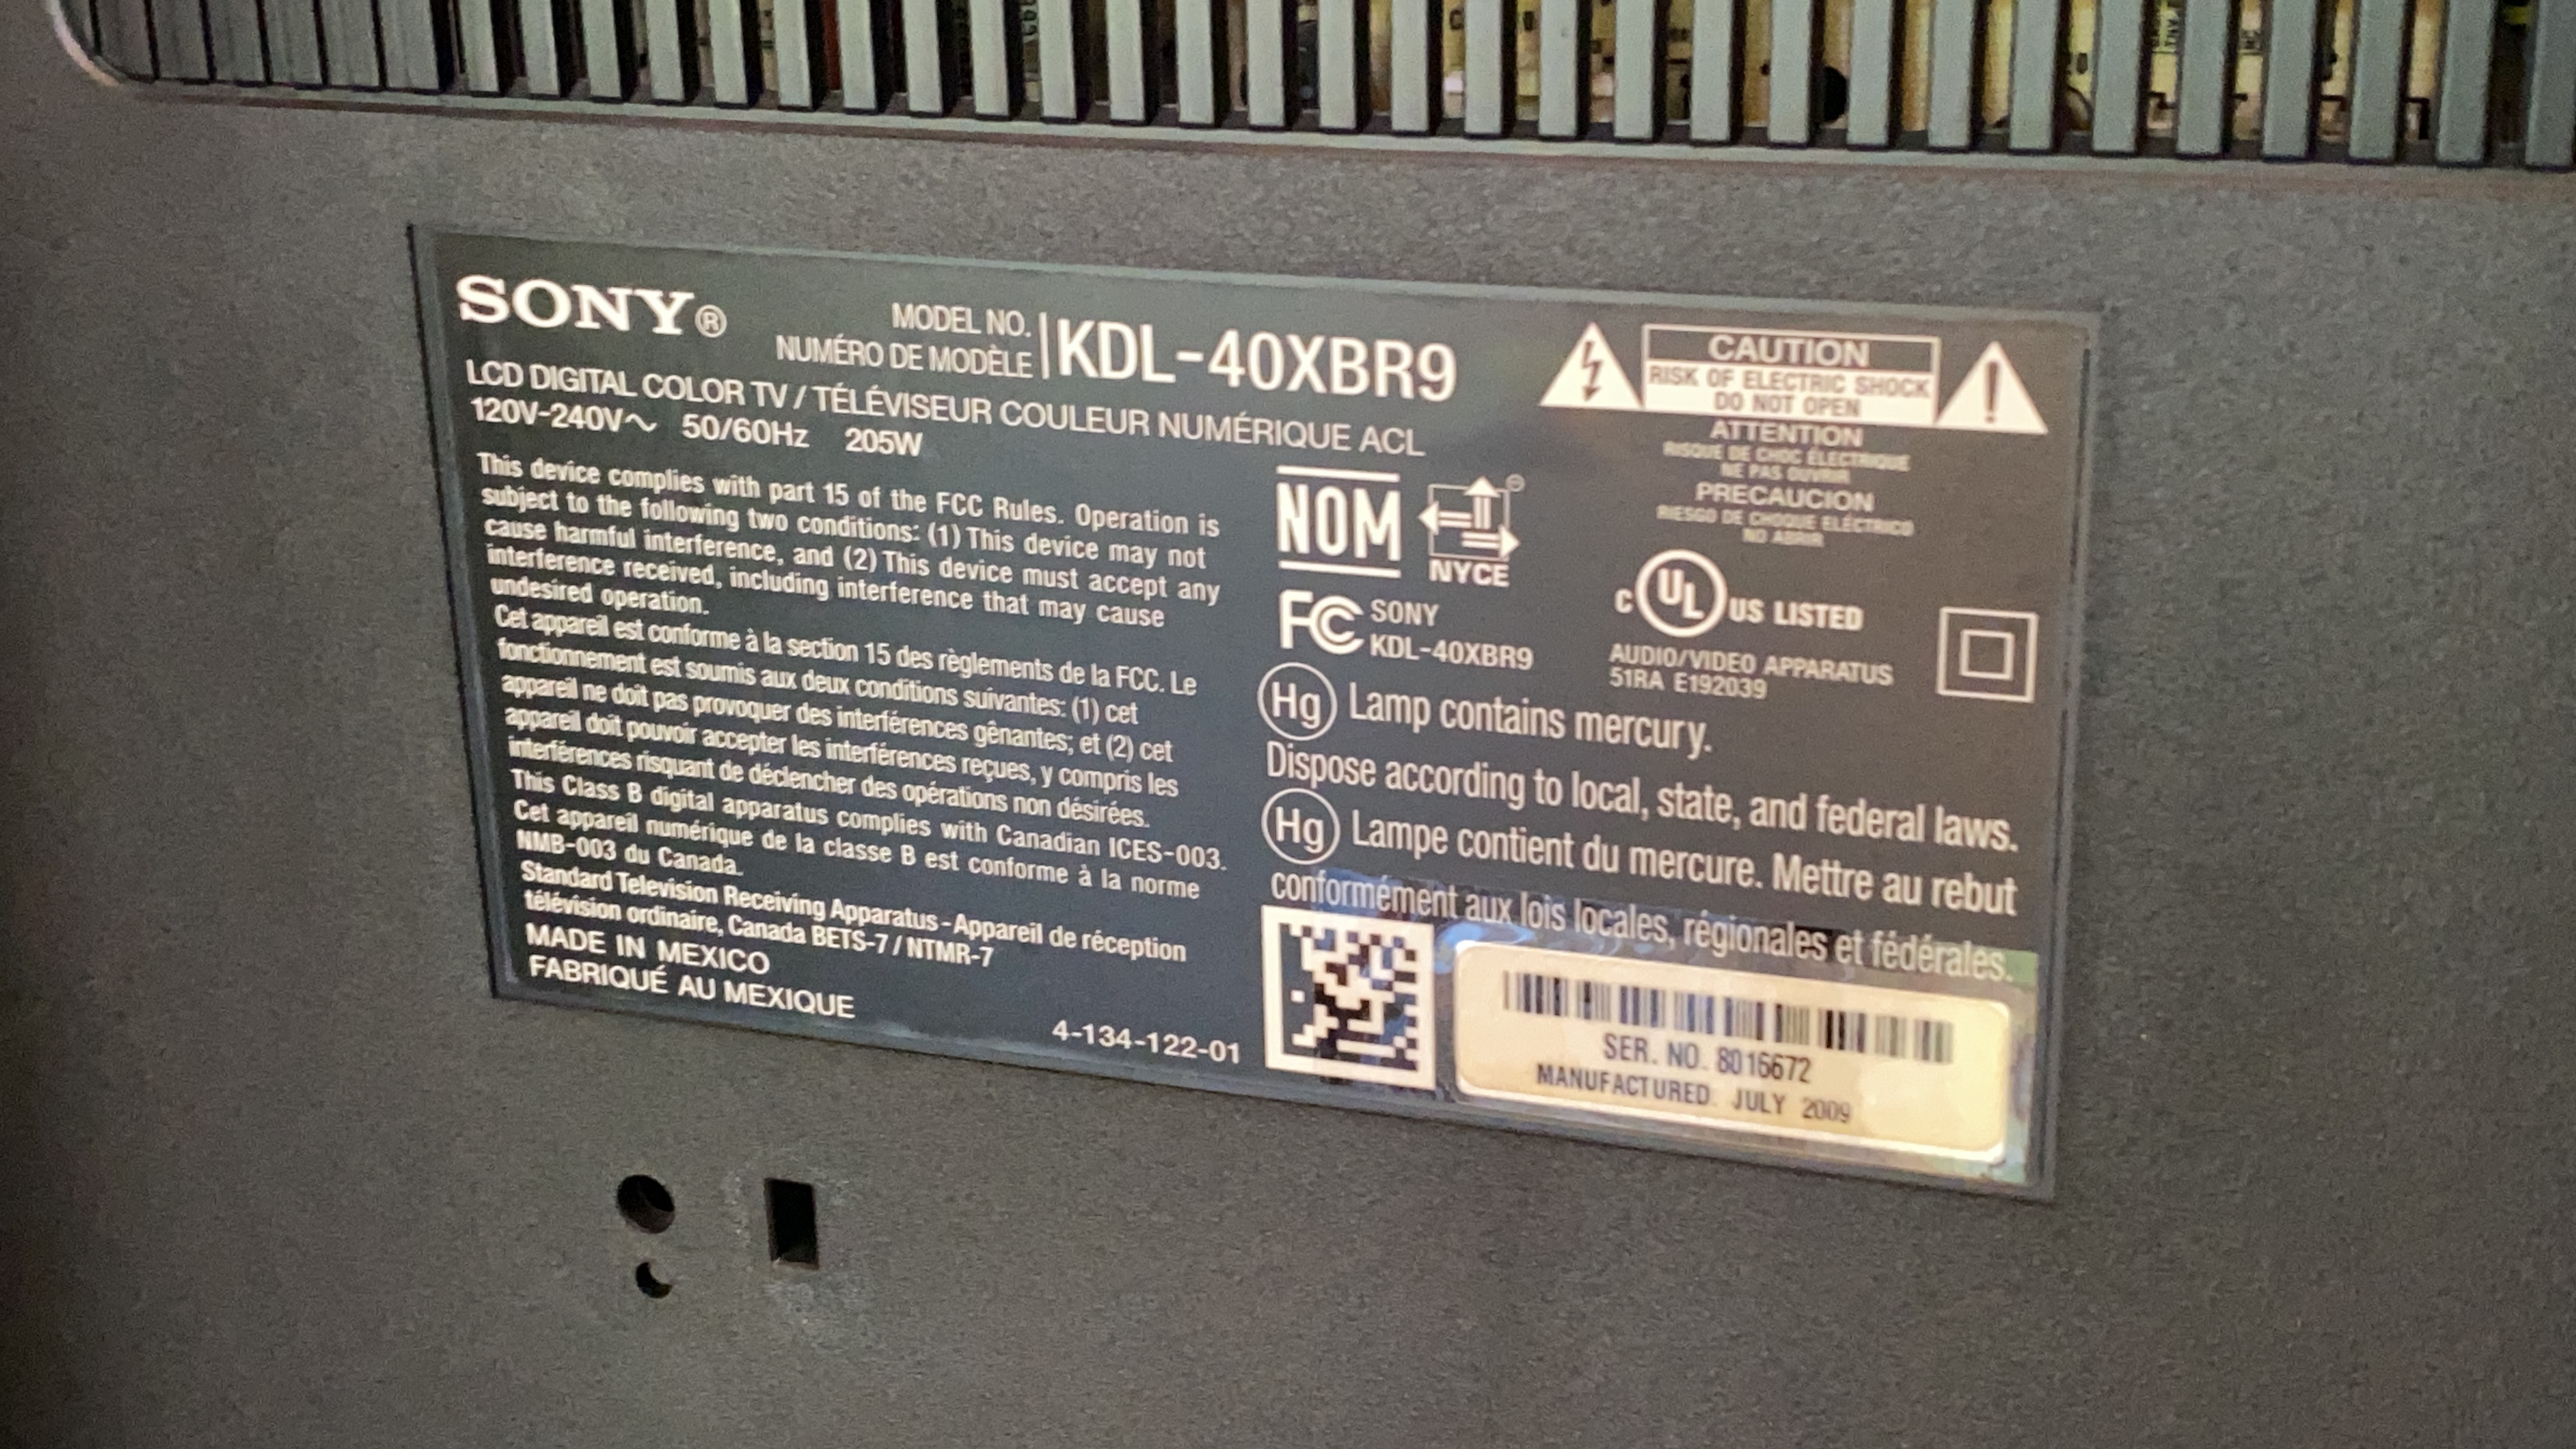 SONY®
MODEL NO.
NUMÉRO DE MODÈLE
KDL-40XBR9
LCD DIGITAL COLOR TV / TÉLÉVISEUR COULEUR NUMÉRIQUE ACL
120V-240V~ 50/60Hz 205W
This device complies with part 15 of the FCC Rules. Operation is
subject to the following two conditions: (1) This device may not
cause harmful interference, and (2) This device must accept any
interference received, including interference that may cause
undesired operation.
Cet appareil est conforme à la section 15 des règlements de la FCC. Le
fonctionnement est soumis aux deux conditions suivantes: (1) cet
appareil ne doit pas provoquer des interférences gênantes; et (2) cet
appareil doit pouvoir accepter les interférences reçues, y compris les
interférences risquant de déclencher des opérations non désirées.
This Class B digital apparatus complies with Canadian ICES-003.
Cet appareil numérique de la classe B est conforme à la norme
NMB-003 du Canada.
Standard Television Receiving Apparatus - Appareil de réception
télévision ordinaire, Canada BETS-7 / NTMR-7
MADE IN MEXICO
FABRIQUÉ AU MEXIQUE
4-134-122-01
CAUTION
RISK OF ELECTRIC SHOCK
DO NOT OPEN
ATTENTION
RISQUE DE CHOC ÉLECTRIQUE
NE PAS OUVRIR
PRECAUCION
RIESGO DE CHOQUE ELÉCTRICO
NO ABRIR
NOM
NYCE
FC SONY
KDL-40XBR9
C UL US LISTED
AUDIO/VIDEO APPARATUS
51RA E192039
Hg Lamp contains mercury.
Dispose according to local, state, and federal laws.
Hg Lampe contient du mercure. Mettre au rebut
conformément aux lois locales, régionales et fédérales.
SER. NO. 8016672
MANUFACTURED: JULY 2009